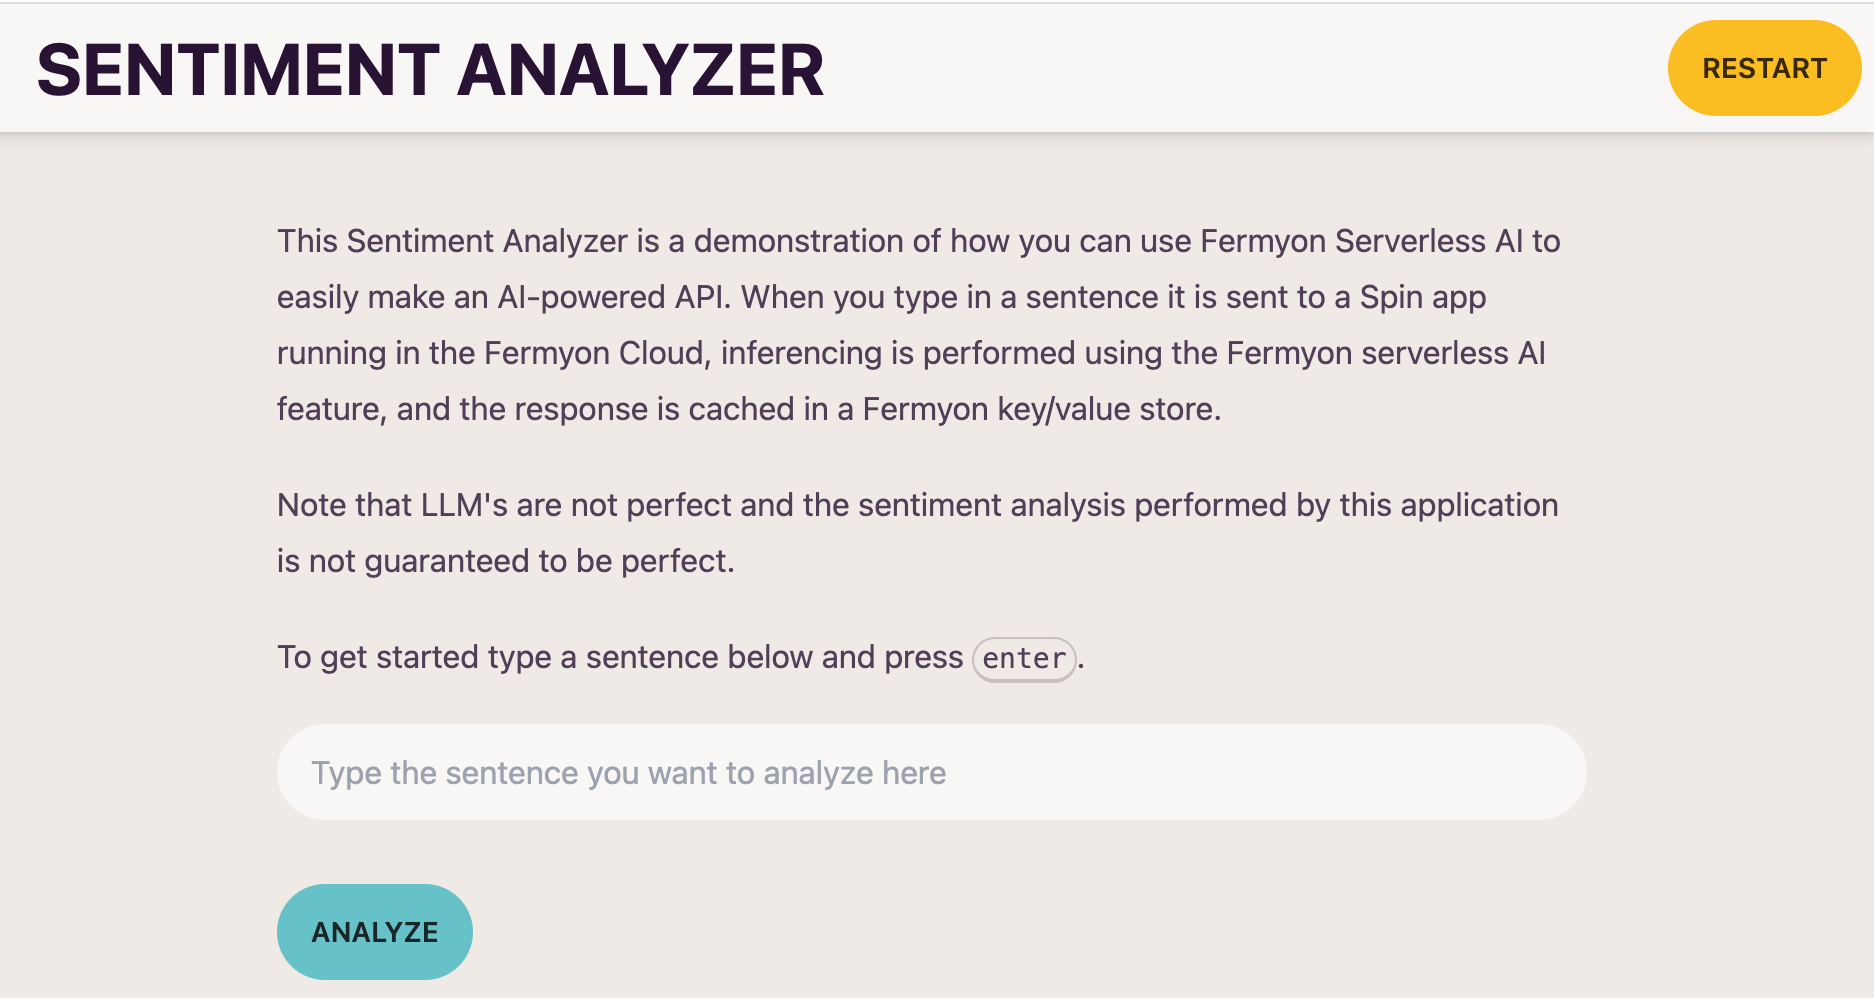 SENTIMENT ANALYZER
RESTART
This Sentiment Analyzer is a demonstration of how you can use Fermyon Serverless AI to
easily make an AI-powered API. When you type in a sentence it is sent to a Spin app
running in the Fermyon Cloud, inferencing is performed using the Fermyon serverless AI
feature, and the response is cached in a Fermyon key/value store.
Note that LLM's are not perfect and the sentiment analysis performed by this application
is not guaranteed to be perfect.
To get started type a sentence below and press enter.
Type the sentence you want to analyze here
ANALYZE